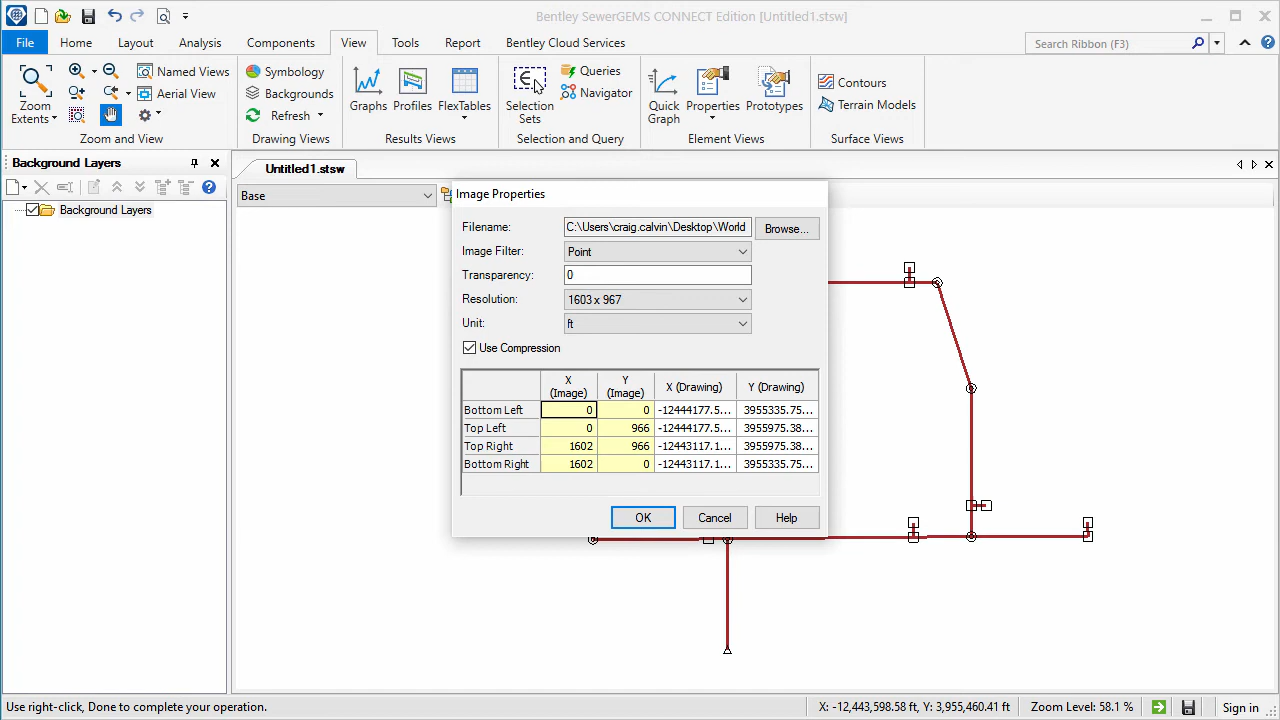 Bentley SewerGEMS CONNECT Edition [Untitled1.stsw]
File Home Layout Analysis Components View Tools Report Bentley Cloud Services
Search Ribbon (F3)
Zoom
Extents
Named Views
Aerial View
Zoom and View
Symbology
Backgrounds
Refresh
Drawing Views
Graphs Profiles FlexTables
Results Views
Selection
Sets
Queries
Navigator
Selection and Query
Quick
Graph
Properties Prototypes
Element Views
Contours
Terrain Models
Surface Views
Background Layers
Background Layers
Untitled1.stsw
Base
Image Properties
Filename: C:\Users\craig.calvin\Desktop\World Browse...
Image Filter: Point
Transparency: 0
Resolution: 1603 x 967
Unit: ft
Use Compression
X (Image) Y (Image) X (Drawing) Y (Drawing)
Bottom Left 0 0 -12444177.5... 3955335.75...
Top Left 0 966 -12444177.5... 3955975.38...
Top Right 1602 966 -12443117.1... 3955975.38...
Bottom Right 1602 0 -12443117.1... 3955335.75...
OK Cancel Help
Use right-click, Done to complete your operation. X: -12,443,598.58 ft, Y: 3,955,460.41 ft Zoom Level: 58.1 % Sign in